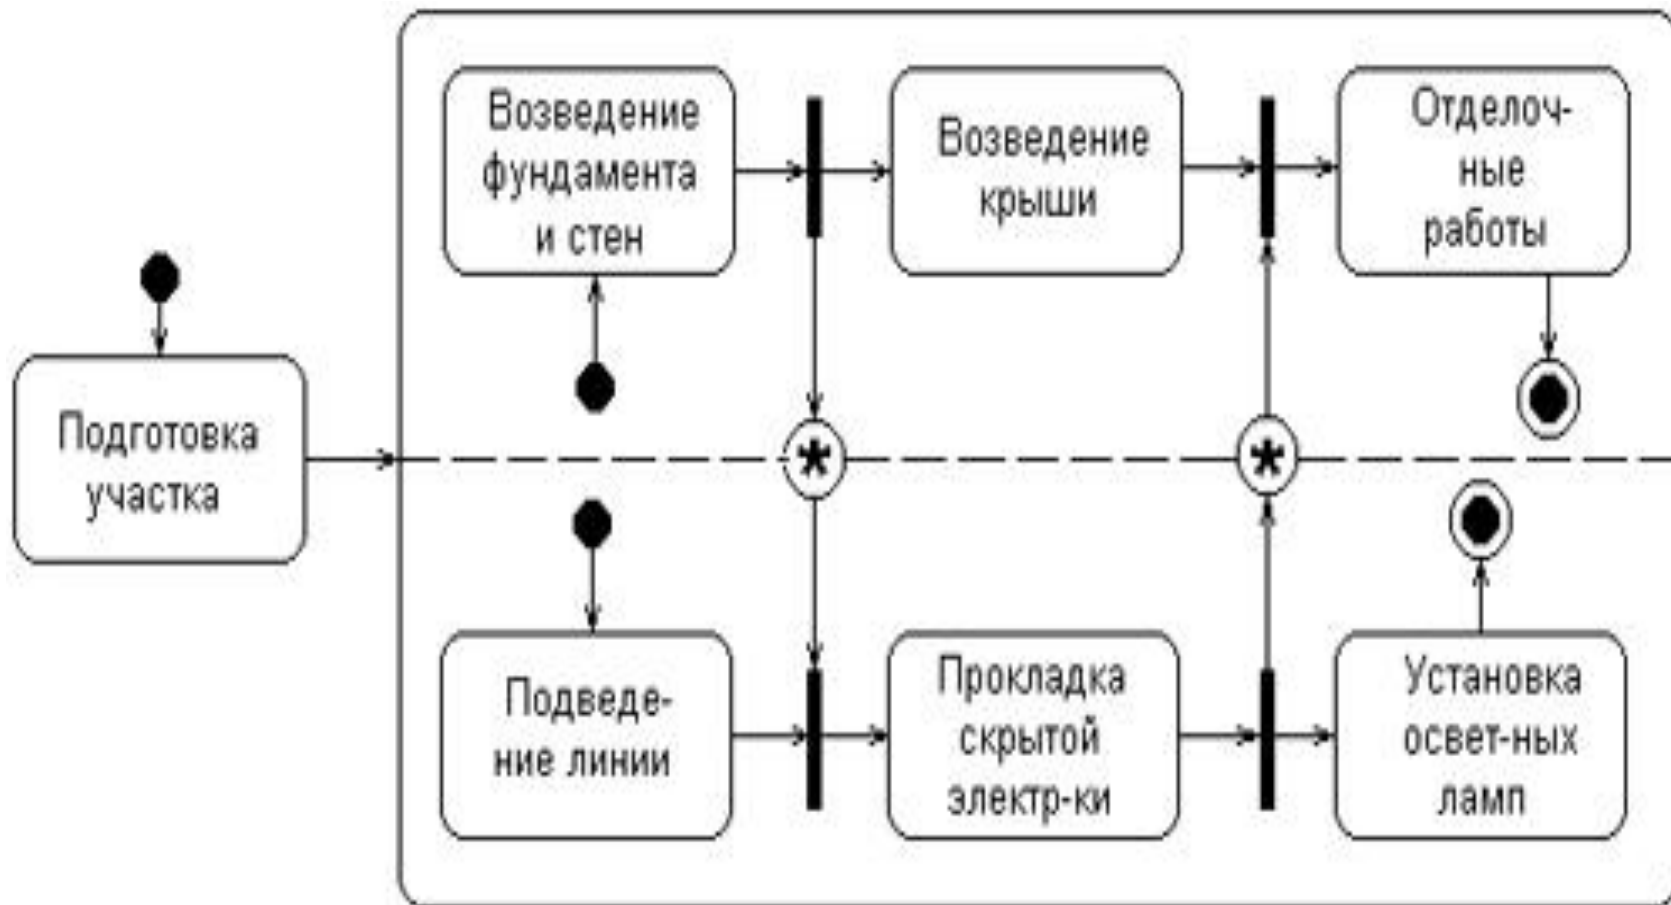 Возведение
фундамента
и стен
Возведение
крыши
Отделоч-
ные
работы
Подготовка
участка
*
*
Подведе-
ние линии
Прокладка
скрытой
электр-ки
Установка
освет-ных
ламп